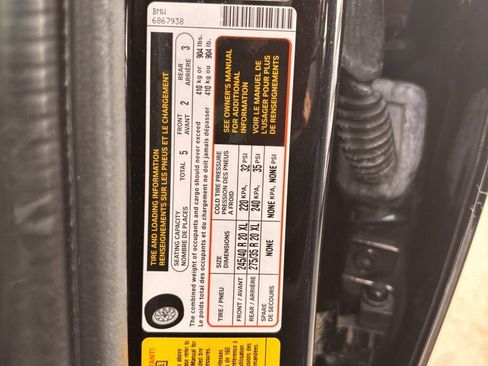 BMW
6867938
TIRE AND LOADING INFORMATION
RENSEIGNEMENTS SUR LES PNEUS ET LE CHARGEMENT
SEATING CAPACITY
NOMBRE DE PLACES
TOTAL 5
FRONT
AVANT 2
REAR
ARRIÈRE 3
The combined weight of occupants and cargo should never exceed 410 kg or 904 lbs.
Le poids total des occupants et du chargement ne doit jamais dépasser 410 kg ou 904 lb.
TIRE / PNEU
SIZE
DIMENSIONS
COLD TIRE PRESSURE
PRESSION DES PNEUS
A FROID
FRONT / AVANT 245/40 R 20 XL 220 KPA, 32 PSI
REAR / ARRIÈRE 275/35 R 20 XL 240 KPA, 35 PSI
SPARE
DE SECOURS NONE NONE KPA, NONE PSI
SEE OWNER'S MANUAL
FOR ADDITIONAL
INFORMATION
VOIR LE MANUEL DE
L'USAGER POUR PLUS
DE RENSEIGNEMENTS